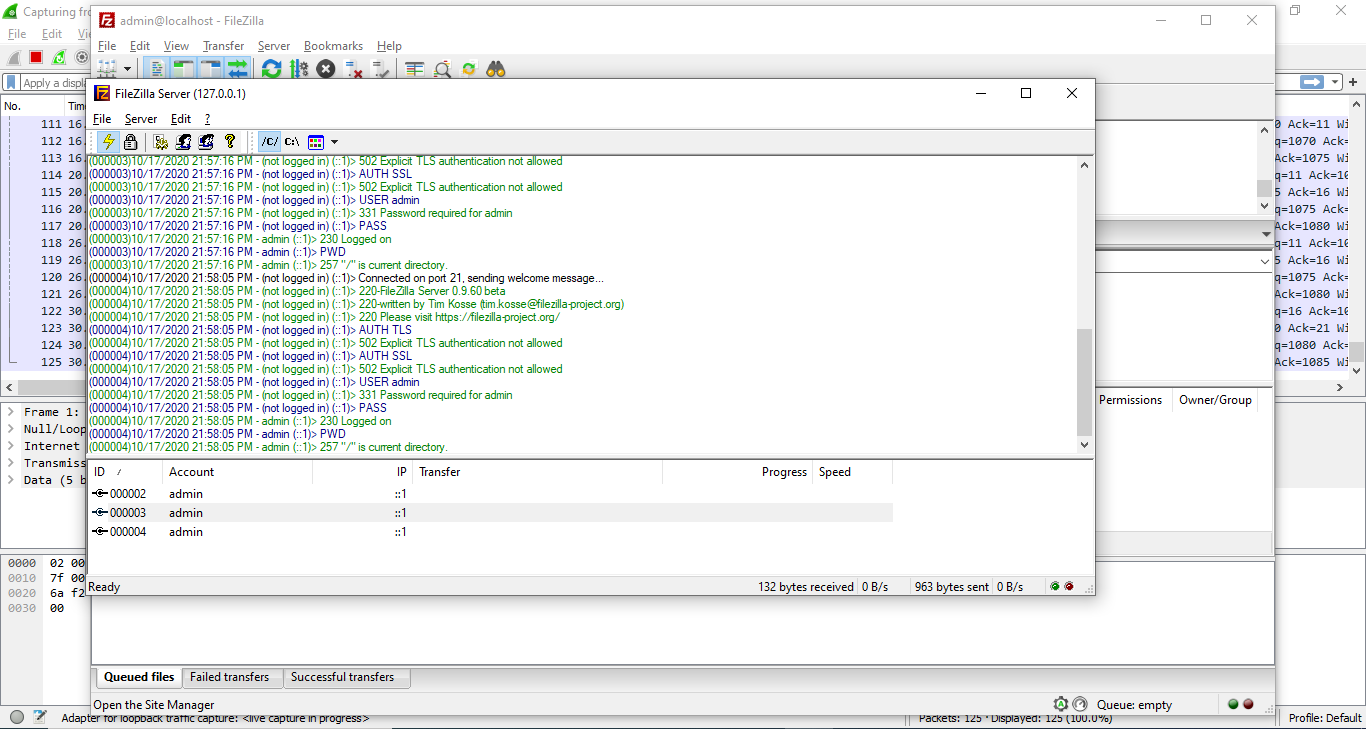 Capturing fro
File Edit Vi
Apply a displ
No. Tim
111 16.
112 16.
113 16.
114 20.
115 20.
116 20.
117 20.
118 26.
119 26.
120 26.
121 26.
122 30.
123 30.
124 30.
125 30.
Frame 1:
Null/Loop
Internet
Transmiss
Data (5 b
0000 02 00
0010 7f 00
0020 6a f2
0030 00
admin@localhost - FileZilla
File Edit View Transfer Server Bookmarks Help
FileZilla Server (127.0.0.1)
File Server Edit ?
/C/ C:\
(000003)10/17/2020 21:57:16 PM - (not logged in) (::1)> 502 Explicit TLS authentication not allowed
(000003)10/17/2020 21:57:16 PM - (not logged in) (::1)> AUTH SSL
(000003)10/17/2020 21:57:16 PM - (not logged in) (::1)> 502 Explicit TLS authentication not allowed
(000003)10/17/2020 21:57:16 PM - (not logged in) (::1)> USER admin
(000003)10/17/2020 21:57:16 PM - (not logged in) (::1)> 331 Password required for admin
(000003)10/17/2020 21:57:16 PM - (not logged in) (::1)> PASS
(000003)10/17/2020 21:57:16 PM - admin (::1)> 230 Logged on
(000003)10/17/2020 21:57:16 PM - admin (::1)> PWD
(000003)10/17/2020 21:57:16 PM - admin (::1)> 257 "/" is current directory.
(000004)10/17/2020 21:58:05 PM - (not logged in) (::1)> Connected on port 21, sending welcome message...
(000004)10/17/2020 21:58:05 PM - (not logged in) (::1)> 220-FileZilla Server 0.9.60 beta
(000004)10/17/2020 21:58:05 PM - (not logged in) (::1)> 220-written by Tim Kosse (tim.kosse@filezilla-project.org)
(000004)10/17/2020 21:58:05 PM - (not logged in) (::1)> 220 Please visit https://filezilla-project.org/
(000004)10/17/2020 21:58:05 PM - (not logged in) (::1)> AUTH TLS
(000004)10/17/2020 21:58:05 PM - (not logged in) (::1)> 502 Explicit TLS authentication not allowed
(000004)10/17/2020 21:58:05 PM - (not logged in) (::1)> AUTH SSL
(000004)10/17/2020 21:58:05 PM - (not logged in) (::1)> 502 Explicit TLS authentication not allowed
(000004)10/17/2020 21:58:05 PM - (not logged in) (::1)> USER admin
(000004)10/17/2020 21:58:05 PM - (not logged in) (::1)> 331 Password required for admin
(000004)10/17/2020 21:58:05 PM - (not logged in) (::1)> PASS
(000004)10/17/2020 21:58:05 PM - admin (::1)> 230 Logged on
(000004)10/17/2020 21:58:05 PM - admin (::1)> PWD
(000004)10/17/2020 21:58:05 PM - admin (::1)> 257 "/" is current directory.
ID / Account IP Transfer Progress Speed
000002 admin ::1
000003 admin ::1
000004 admin ::1
Ready 132 bytes received 0 B/s 963 bytes sent 0 B/s
Permissions Owner/Group
0 Ack=11 Wi
q=1070 Ack=
Ack=1075 Wi
q=11 Ack=10
5 Ack=16 Wi
q=1075 Ack=
Ack=1080 Wi
q=11 Ack=10
5 Ack=16 Wi
q=1075 Ack=
Ack=1080 Wi
q=16 Ack=10
0 Ack=21 Wi
q=1080 Ack=
Ack=1085 Wi
Queued files Failed transfers Successful transfers
Open the Site Manager Queue: empty
Adapter for loopback traffic capture: <live capture in progress> Packets: 125 · Displayed: 125 (100.0%) Profile: Default